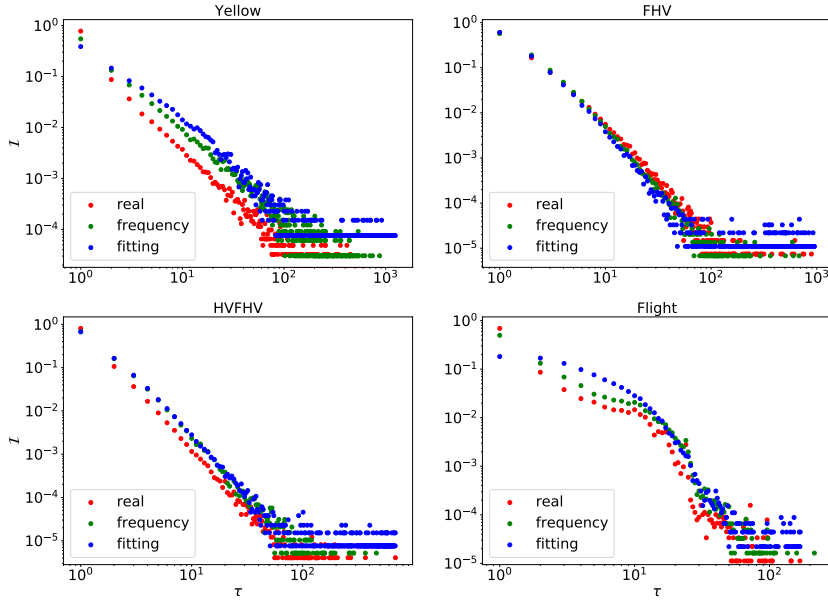 Yellow
10⁰
10⁻¹
10⁻²
10⁻³
10⁻⁴
ℐ
real
frequency
fitting
10⁰
10¹
10²
10³
FHV
10⁰
10⁻¹
10⁻²
10⁻³
10⁻⁴
10⁻⁵
real
frequency
fitting
10⁰
10¹
10²
10³
HVFHV
10⁰
10⁻¹
10⁻²
10⁻³
10⁻⁴
10⁻⁵
ℐ
real
frequency
fitting
10⁰
10¹
10²
τ
Flight
10⁰
10⁻¹
10⁻²
10⁻³
10⁻⁴
10⁻⁵
real
frequency
fitting
10⁰
10¹
10²
τ